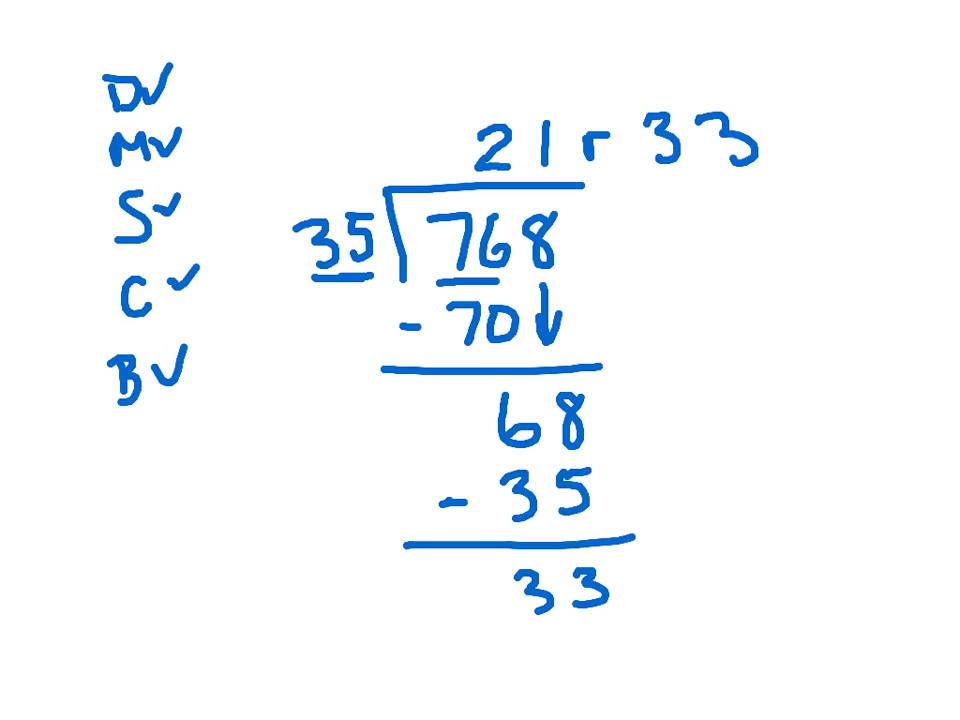 D✓
M✓
S✓
C✓
B✓
21 r 33
35 768
- 70↓
68
- 35
33